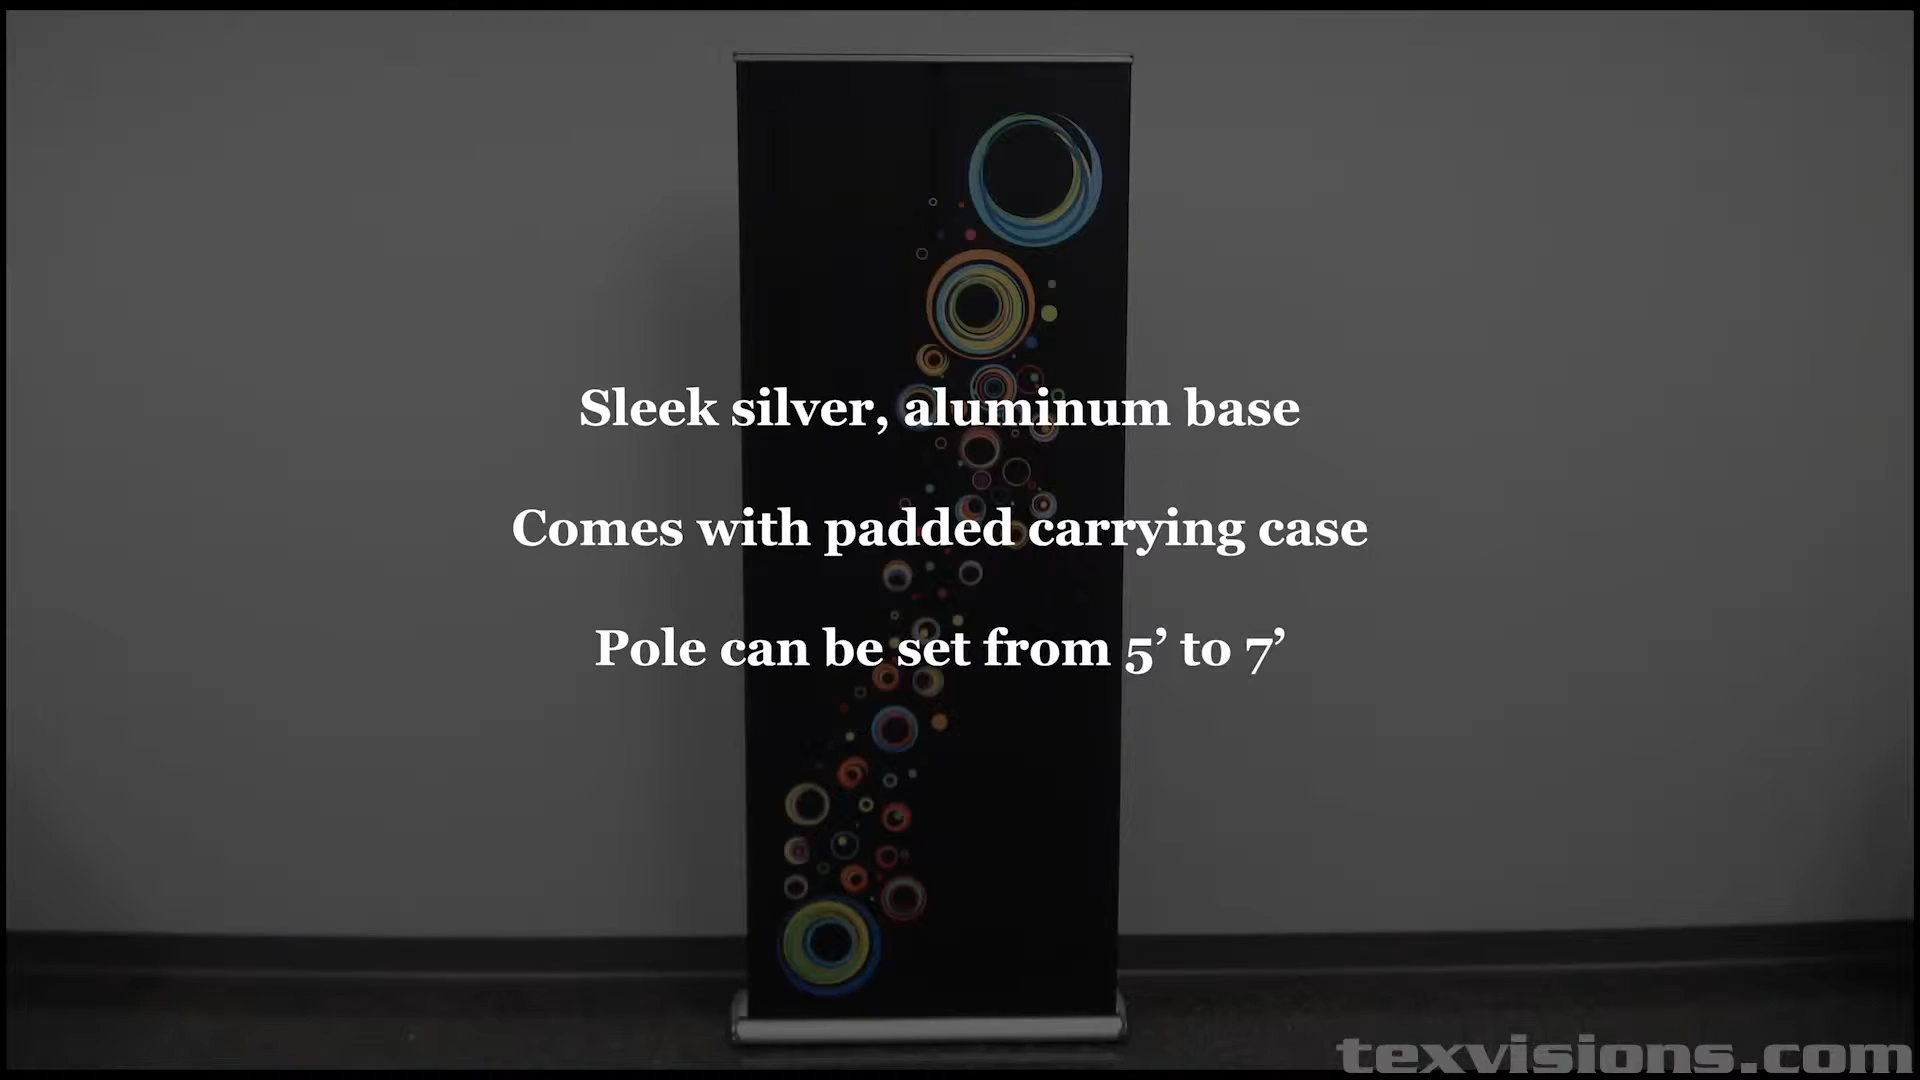 Sleek silver, aluminum base
Comes with padded carrying case
Pole can be set from 5’ to 7’
texvisions.com